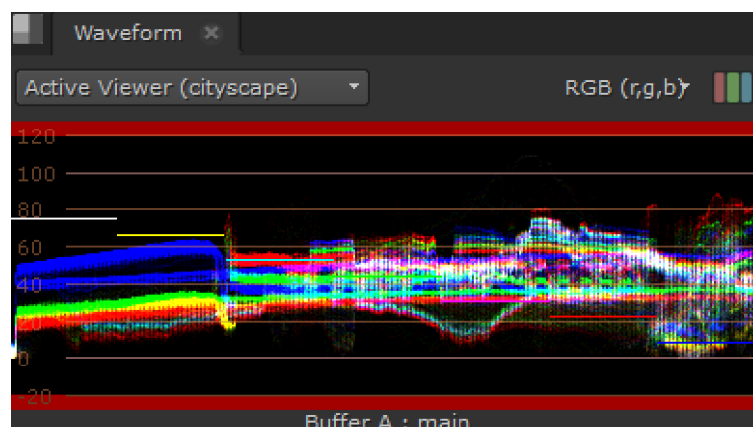 Waveform
Active Viewer (cityscape)
RGB (r,g,b)
120
100
80
60
40
20
0
-20
Buffer A : main